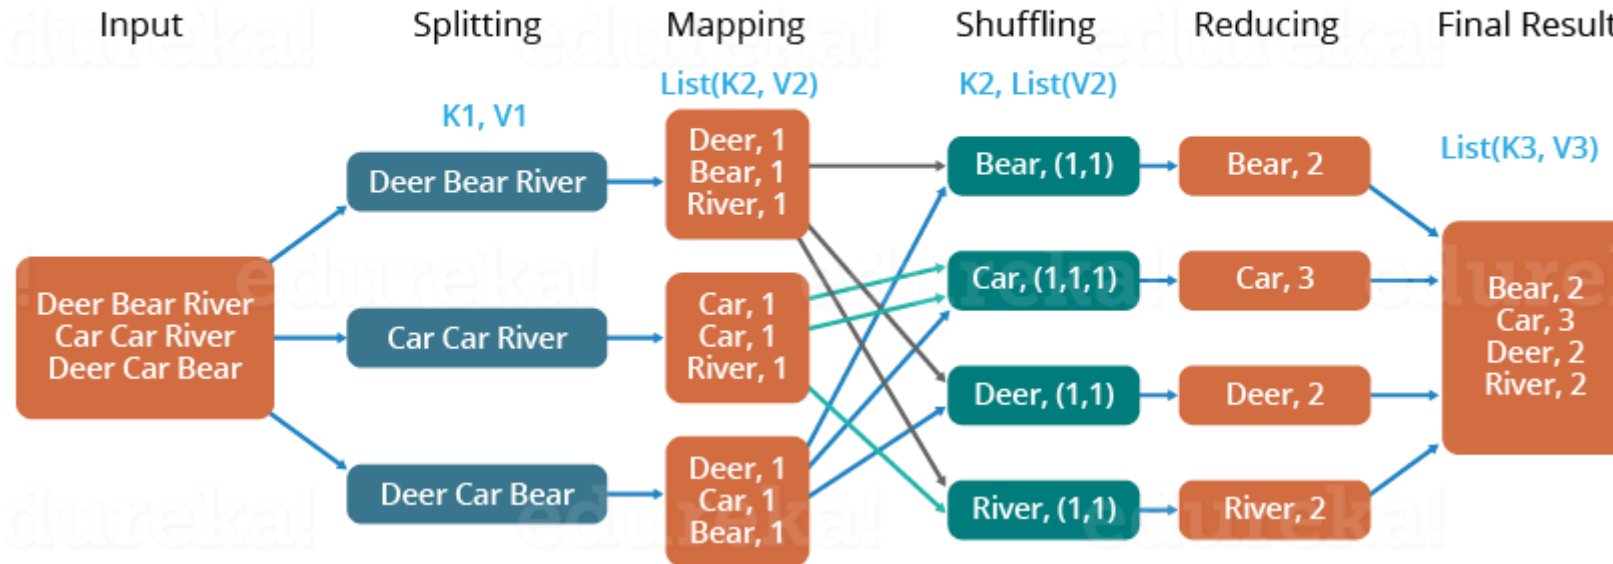 Input
Splitting
Mapping
Shuffling
Reducing
Final Result
K1, V1
List(K2, V2)
K2, List(V2)
List(K3, V3)
Deer Bear River
Car Car River
Deer Car Bear
Deer Bear River
Car Car River
Deer Car Bear
Deer, 1
Bear, 1
River, 1
Car, 1
Car, 1
River, 1
Deer, 1
Car, 1
Bear, 1
Bear, (1,1)
Car, (1,1,1)
Deer, (1,1)
River, (1,1)
Bear, 2
Car, 3
Deer, 2
River, 2
Bear, 2
Car, 3
Deer, 2
River, 2
edureka!